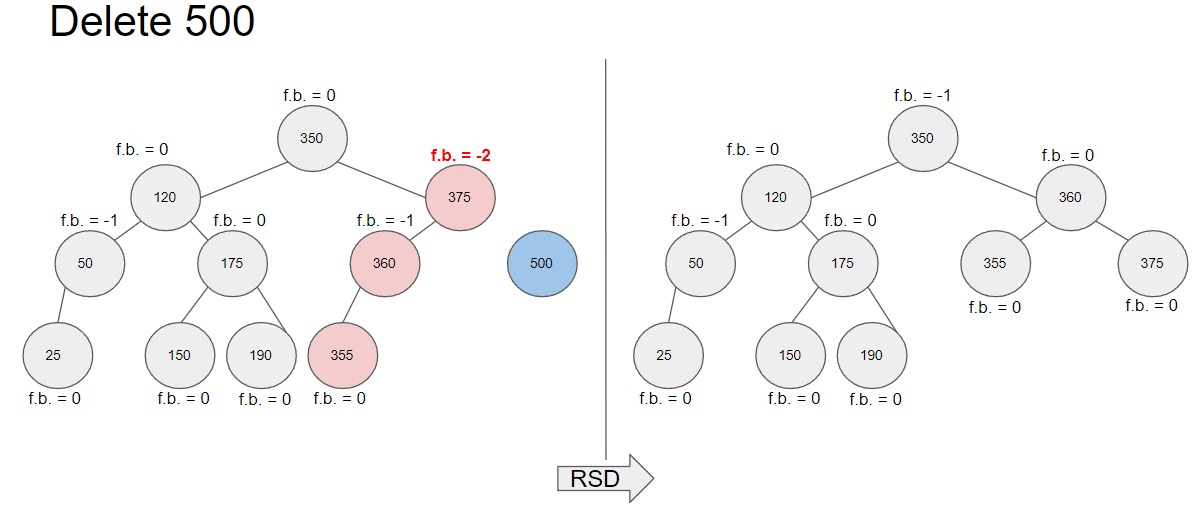 Delete 500
f.b. = 0
350
f.b. = 0
f.b. = -2
120
375
f.b. = -1
f.b. = 0
f.b. = -1
50
175
360
500
25
150
190
355
f.b. = 0
f.b. = 0
f.b. = 0
f.b. = 0
f.b. = -1
350
f.b. = 0
f.b. = 0
120
360
f.b. = -1
f.b. = 0
50
175
355
375
f.b. = 0
f.b. = 0
25
150
190
f.b. = 0
f.b. = 0
f.b. = 0
RSD